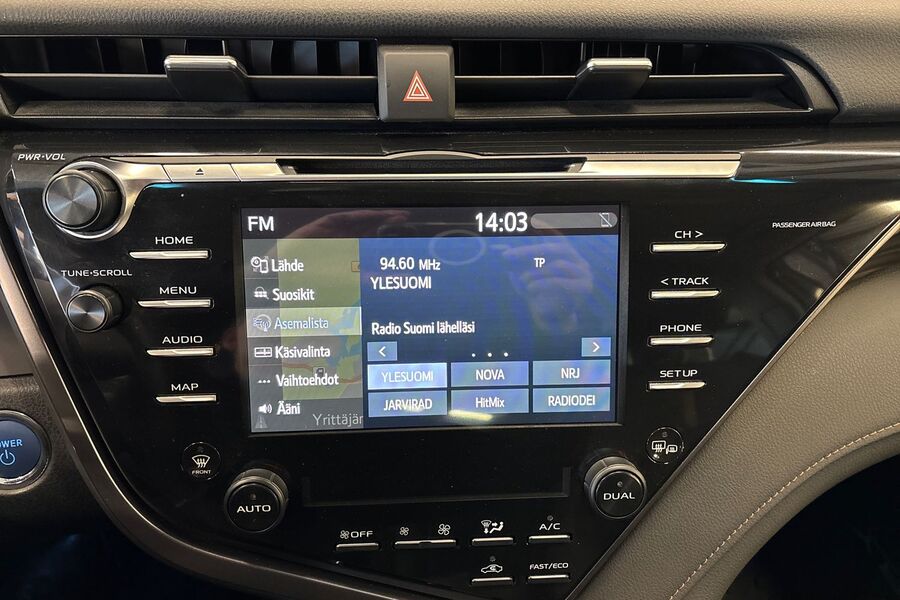 PWR•VOL
FM
14:03
PASSENGER AIRBAG
HOME
CH >
TUNE•SCROLL
< TRACK
MENU
AUDIO
PHONE
MAP
SETUP
Lähde
Suosikit
Asemalista
Käsivalinta
Vaihtoehdot
Ääni
94.60 MHz
TP
YLESUOMI
Radio Suomi lähelläsi
< • • • >
YLESUOMI
NOVA
NRJ
JARVIRAD
HitMix
RADIODEI
Yrittäjän
POWER
FRONT
AUTO
DUAL
OFF
A/C
FAST/ECO